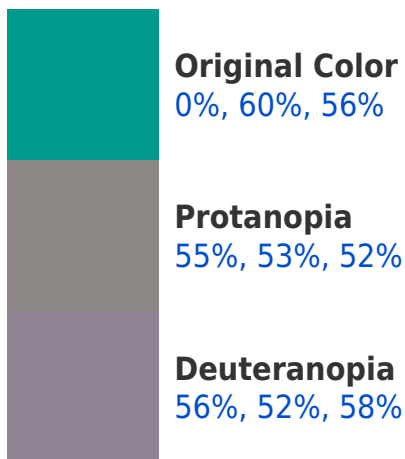 Original Color
0%, 60%, 56%
Protanopia
55%, 53%, 52%
Deuteranopia
56%, 52%, 58%